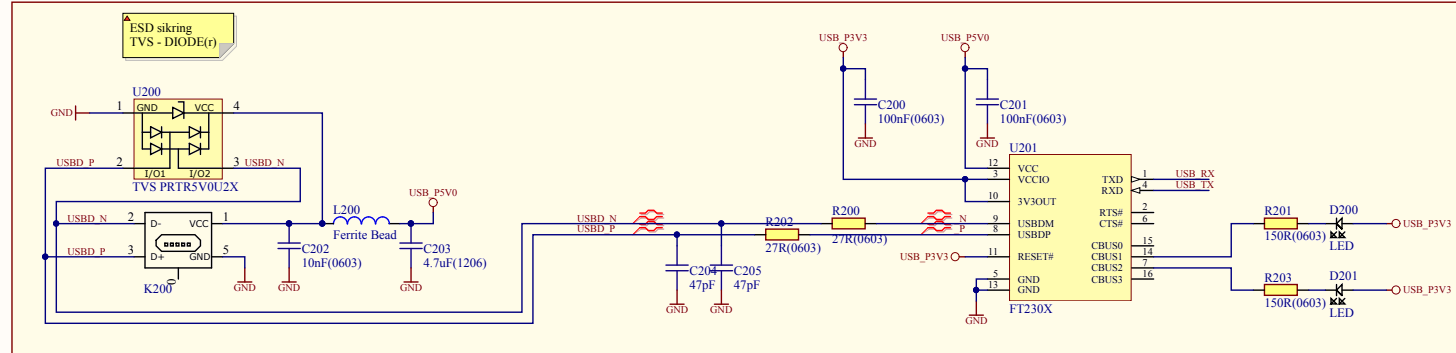 ESD sikring
TVS - DIODE(r)
USB_P3V3
USB_P5V0
U200
GND
1
GND
VCC
4
C200
100nF(0603)
C201
100nF(0603)
GND
GND
USBD_P
2
3
USBD_N
I/O1
I/O2
TVS PRTR5V0U2X
U201
12
VCC
3
VCCIO
10
3V3OUT
9
USBDM
8
USBDP
11
RESET#
5
GND
13
GND
TXD
1
USB_RX
RXD
4
USB_TX
RTS#
2
CTS#
6
CBUS0
15
CBUS1
14
CBUS2
7
CBUS3
16
FT230X
USBD_N
2
D-
VCC
1
USBD_P
3
D+
GND
5
0
K200
GND
L200
Ferrite Bead
USB_P5V0
C202
10nF(0603)
GND
C203
4.7uF(1206)
GND
USBD_N
USBD_P
R202
27R(0603)
R200
27R(0603)
N
P
C204
47pF
C205
47pF
GND
GND
USB_P3V3
GND
R201
150R(0603)
D200
LED
USB_P3V3
R203
150R(0603)
D201
LED
USB_P3V3